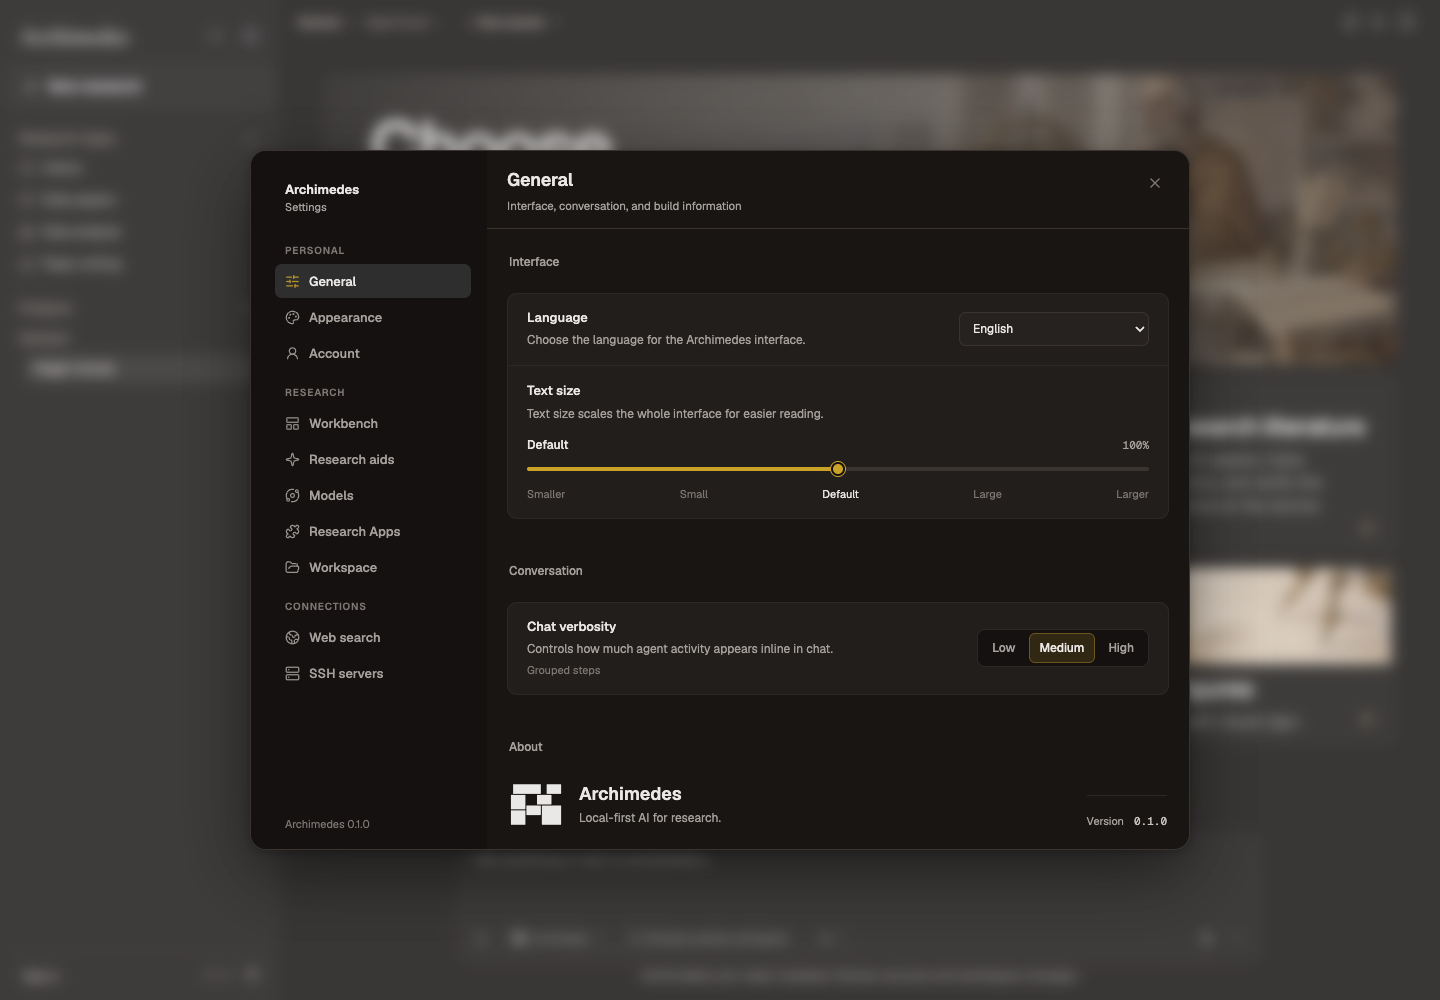 Archimedes
Settings
PERSONAL
General
Appearance
Account
RESEARCH
Workbench
Research aids
Models
Research Apps
Workspace
CONNECTIONS
Web search
SSH servers
Archimedes 0.1.0
General
Interface, conversation, and build information
Interface
Language
Choose the language for the Archimedes interface.
English
Text size
Text size scales the whole interface for easier reading.
Default 100%
Smaller Small Default Large Larger
Conversation
Chat verbosity
Controls how much agent activity appears inline in chat.
Grouped steps
Low Medium High
About
Archimedes
Local-first AI for research.
Version 0.1.0